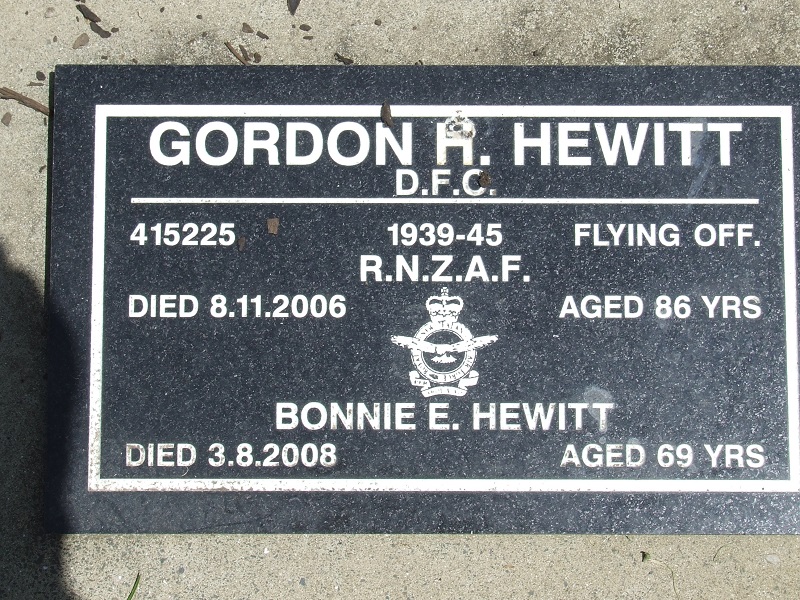 GORDON H. HEWITT
D.F.C.
415225 1939-45 FLYING OFF.
R.N.Z.A.F.
DIED 8.11.2006 AGED 86 YRS
BONNIE E. HEWITT
DIED 3.8.2008 AGED 69 YRS